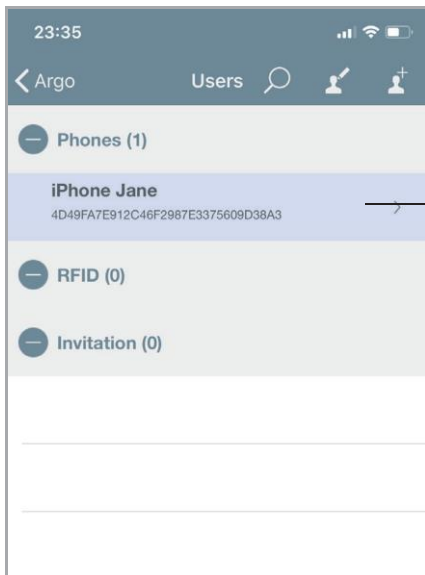 23:35
Argo Users
Phones (1)
iPhone Jane
4D49FA7E912C46F2987E3375609D38A3
RFID (0)
Invitation (0)